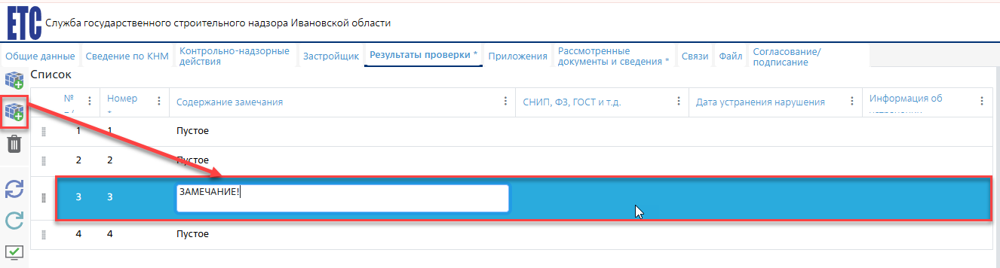 ЕТС Служба государственного строительного надзора Ивановской области
Общие данные
Сведение по КНМ
Контрольно-надзорные
действия
Застройщик
Результаты проверки *
Приложения
Рассмотренные
документы и сведения *
Связи
Файл
Согласование/
подписание
Список
№
Номер
*
Содержание замечания
СНИП, ФЗ, ГОСТ и т.д.
Дата устранения нарушения
Информация об
1 1 Пустое
2 2 Пустое
3 3 ЗАМЕЧАНИЕ!
4 4 Пустое